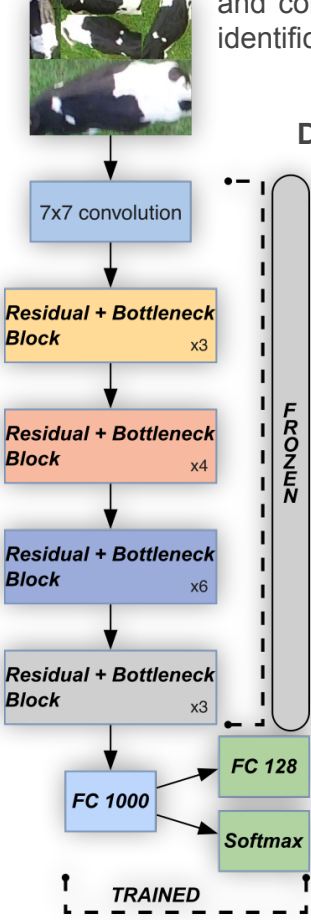 and co
identific
D
7x7 convolution
Residual + Bottleneck
Block
x3
Residual + Bottleneck
Block
x4
Residual + Bottleneck
Block
x6
Residual + Bottleneck
Block
x3
FROZEN
FC 128
FC 1000
Softmax
TRAINED